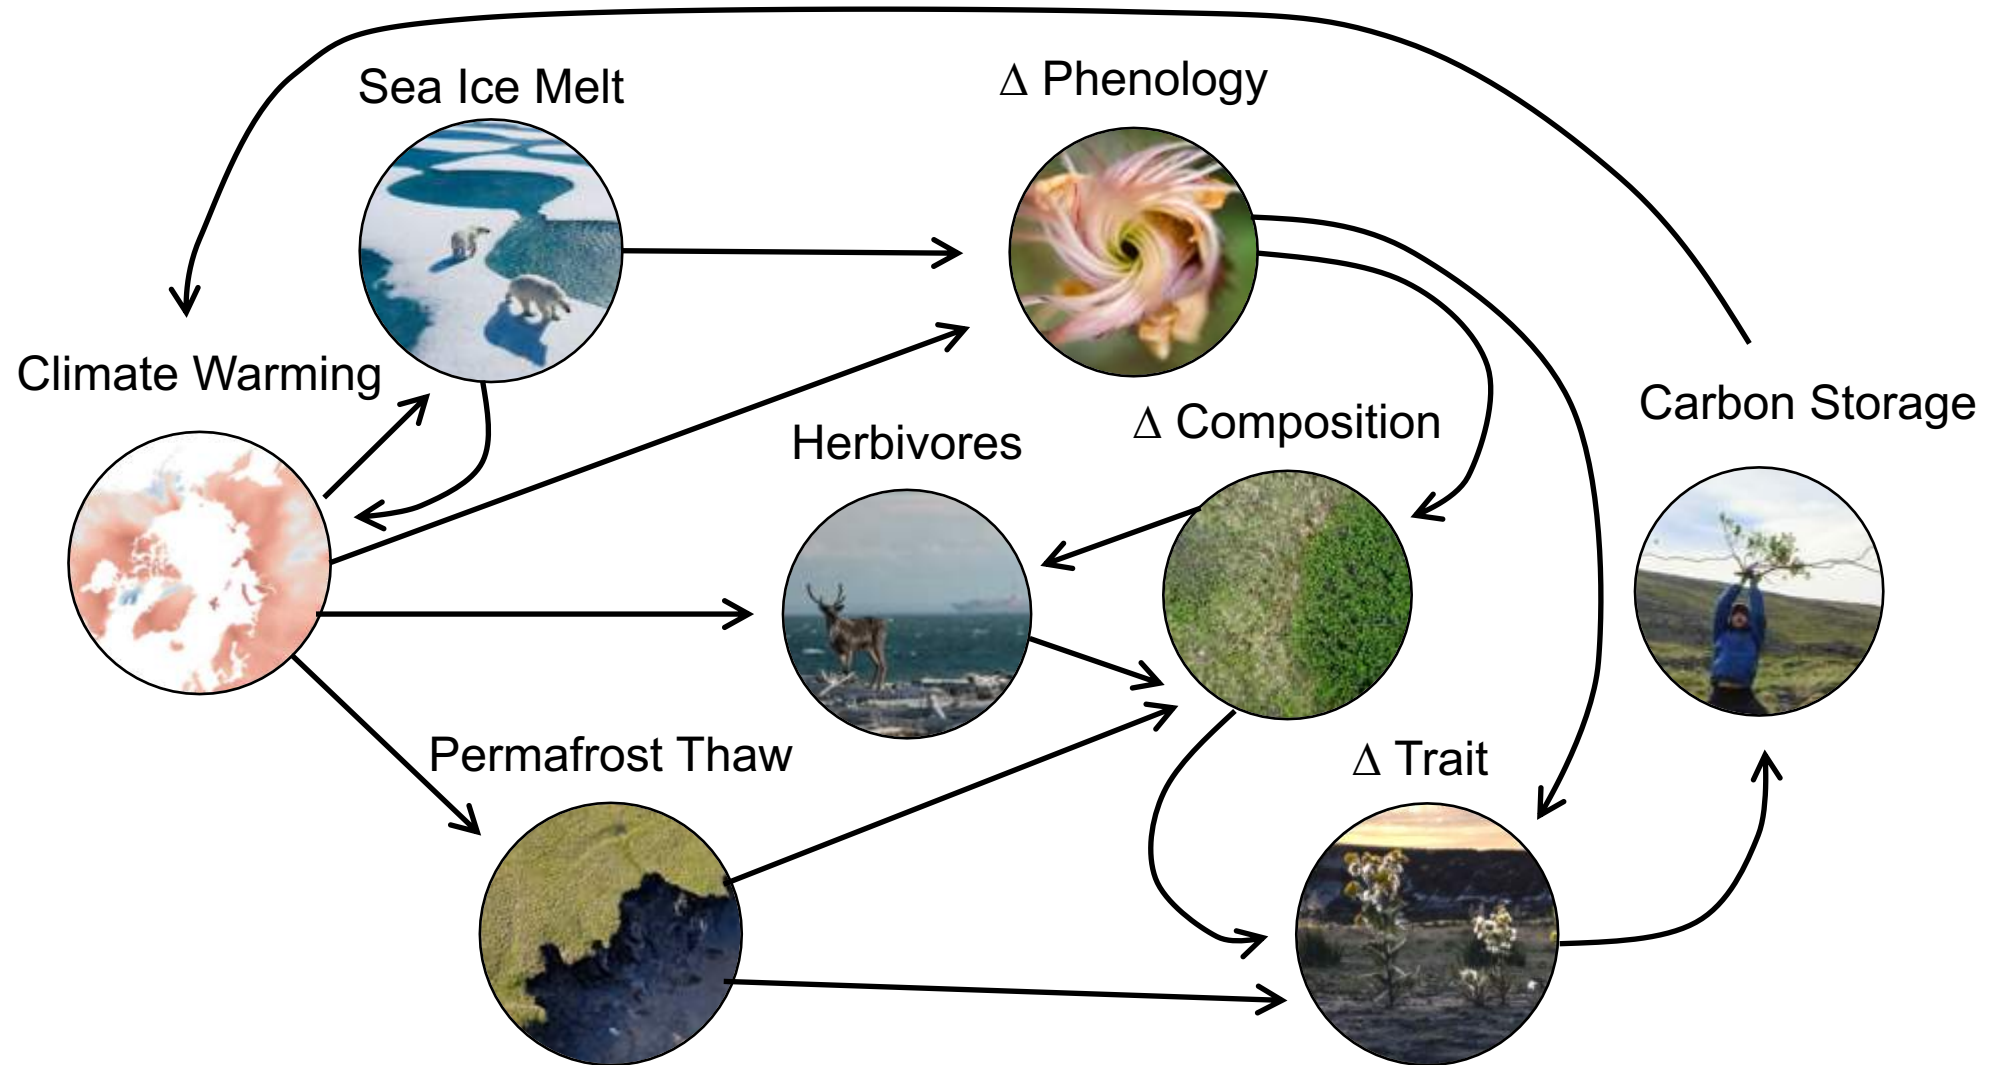 Sea Ice Melt
Δ Phenology
Climate Warming
Herbivores
Δ Composition
Carbon Storage
Permafrost Thaw
Δ Trait